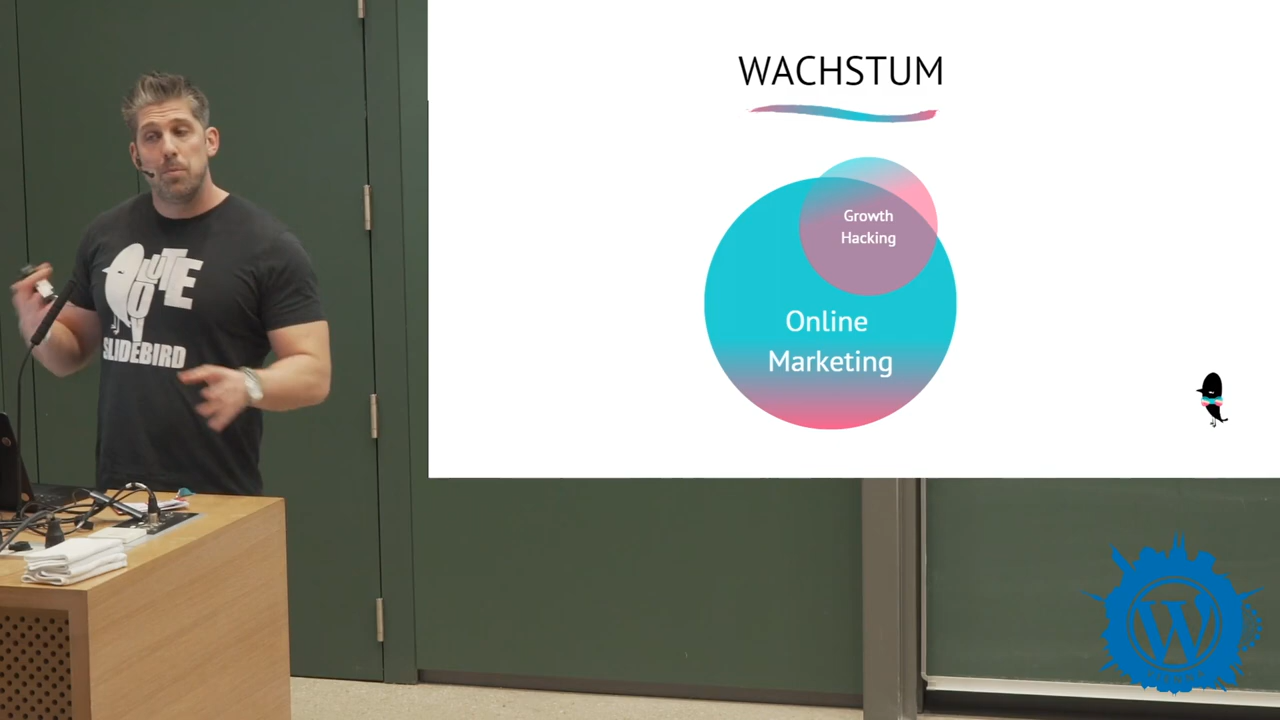 WACHSTUM
Growth
Hacking
Online
Marketing
SLIDEBIRD
W